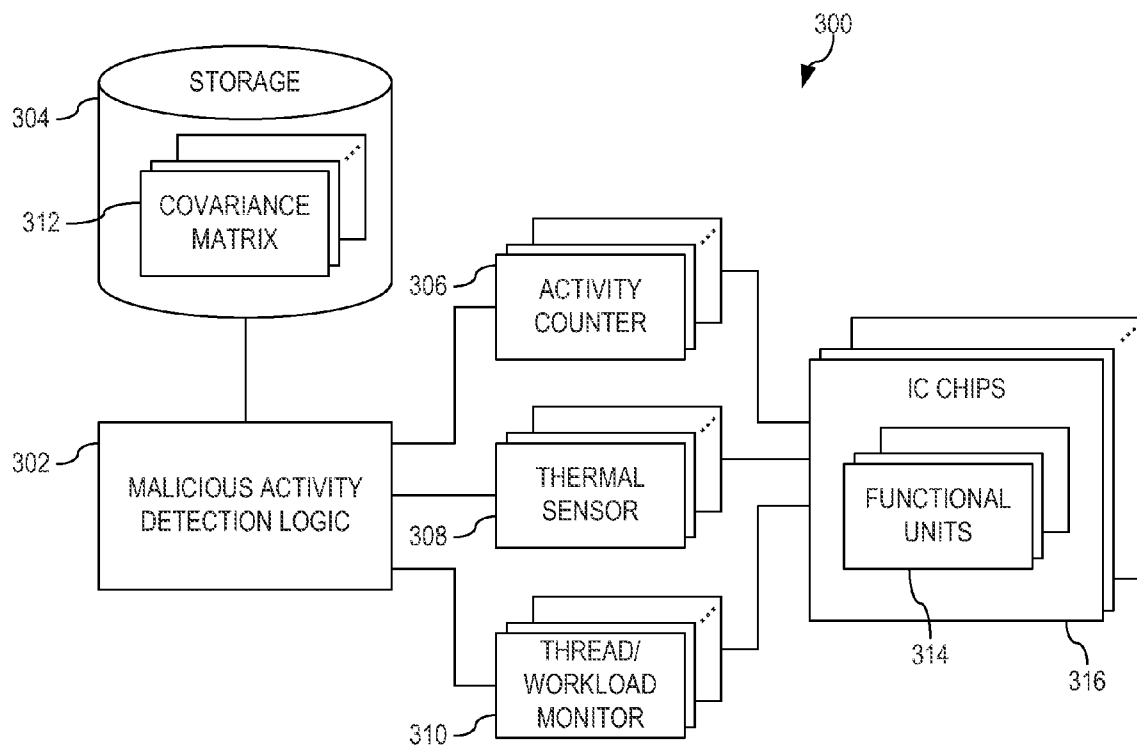 300
STORAGE
304
COVARIANCE
MATRIX
312
306
ACTIVITY
COUNTER
IC CHIPS
302
MALICIOUS ACTIVITY
DETECTION LOGIC
THERMAL
SENSOR
308
FUNCTIONAL
UNITS
314
316
THREAD/
WORKLOAD
MONITOR
310